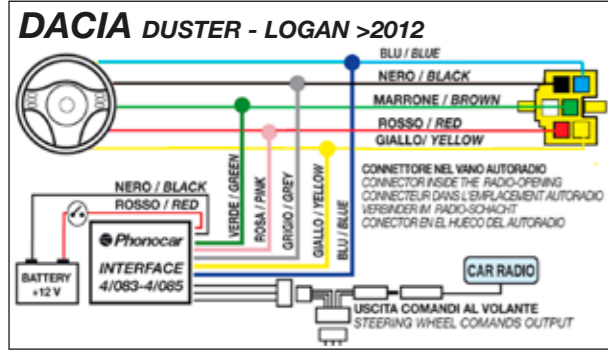 DACIA DUSTER - LOGAN >2012
BLU / BLUE
NERO / BLACK
MARRONE / BROWN
ROSSO / RED
GIALLO/ YELLOW
CONNETTORE NEL VANO AUTORADIO
CONNECTOR INSIDE THE RADIO-OPENING
CONNECTEUR DANS L'EMPLACEMENT AUTORADIO
VERBINDER IM RADIO-SCHACHT
CONECTOR EN EL HUECO DEL AUTORADIO
NERO / BLACK
ROSSO / RED
VERDE / GREEN
ROSA / PINK
GRIGIO / GREY
GIALLO / YELLOW
BLU / BLUE
Phonocar
INTERFACE
4/083-4/085
BATTERY
+12 V
CAR RADIO
USCITA COMANDI AL VOLANTE
STEERING WHEEL COMANDS OUTPUT